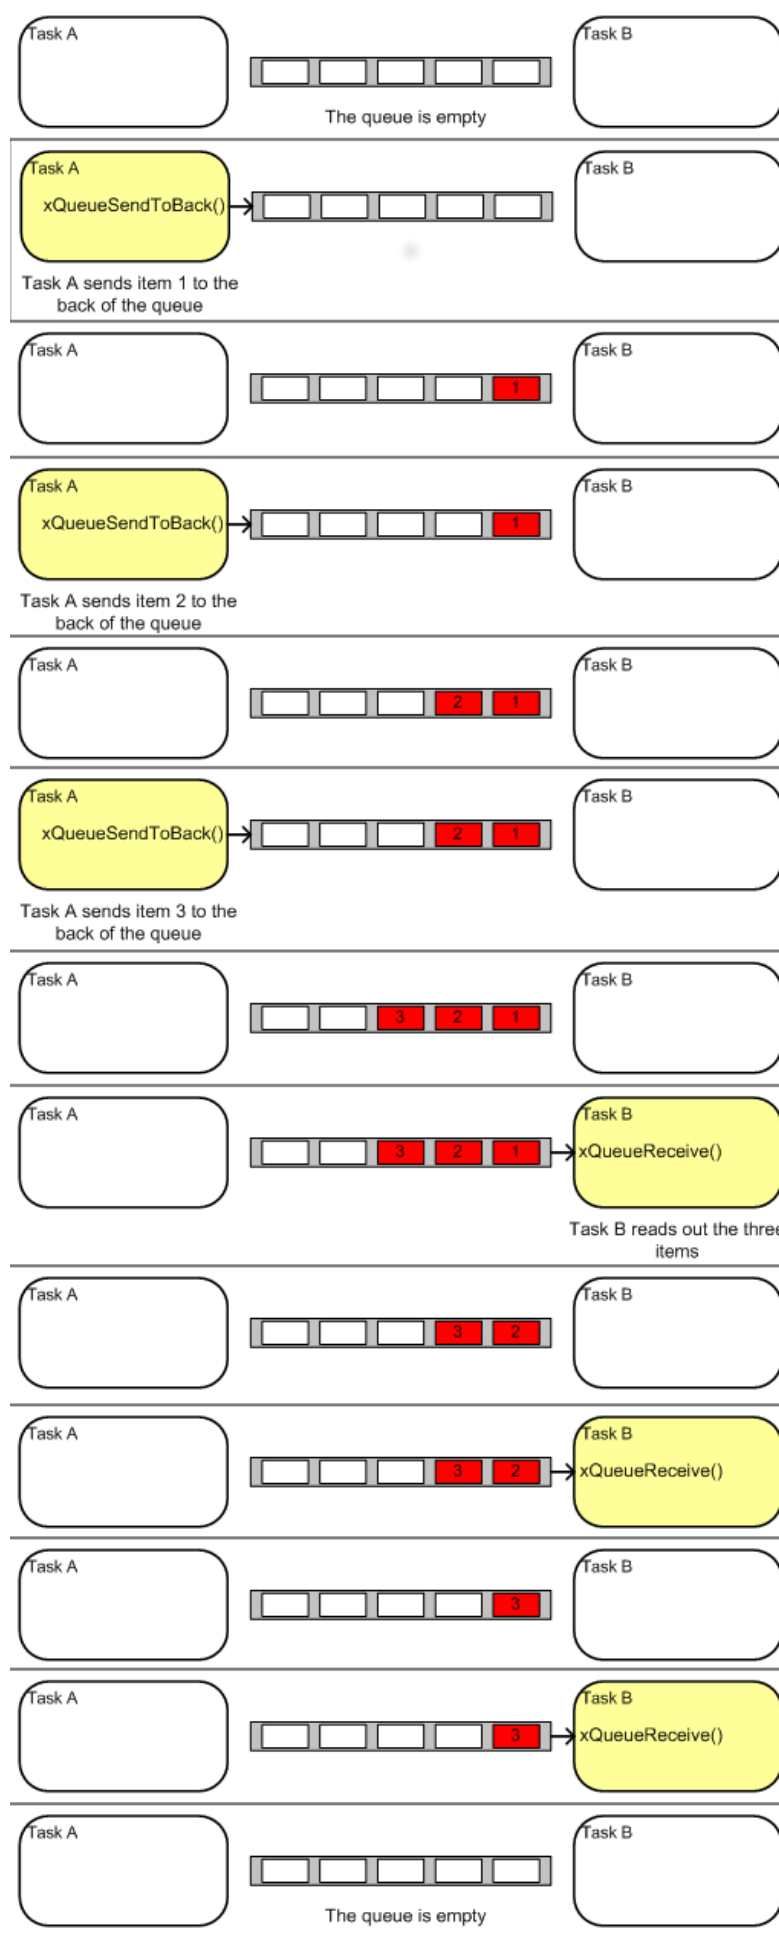 Task A
Task B
The queue is empty
Task A
Task B
xQueueSendToBack()
Task A sends item 1 to the
back of the queue
Task A
Task B
1
Task A
Task B
xQueueSendToBack()
1
Task A sends item 2 to the
back of the queue
Task A
Task B
2 1
Task A
Task B
xQueueSendToBack()
2 1
Task A sends item 3 to the
back of the queue
Task A
Task B
3 2 1
Task A
Task B
3 2 1
xQueueReceive()
Task B reads out the three
items
Task A
Task B
3 2
Task A
Task B
3 2
xQueueReceive()
Task A
Task B
3
Task A
Task B
3
xQueueReceive()
Task A
Task B
The queue is empty